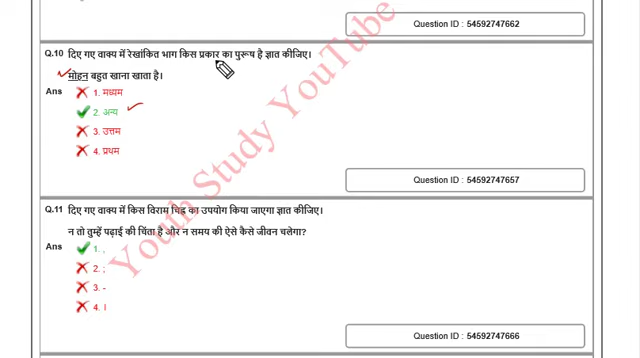 Question ID : 54592747662
Q.10 दिए गए वाक्य में रेखांकित भाग किस प्रकार का पुरूष है ज्ञात कीजिए।
मोहन बहुत खाना खाता है।
Ans 1. मध्यम
2. अन्य
3. उत्तम
4. प्रथम
Question ID : 54592747657
Q.11 दिए गए वाक्य में किस विराम चिह्न का उपयोग किया जाएगा ज्ञात कीजिए।
न तो तुम्हें पढ़ाई की चिंता है और न समय की ऐसे कैसे जीवन चलेगा?
Ans 1. ,
2. ;
3. -
4. ।
Question ID : 54592747666
Youth Study YouTube